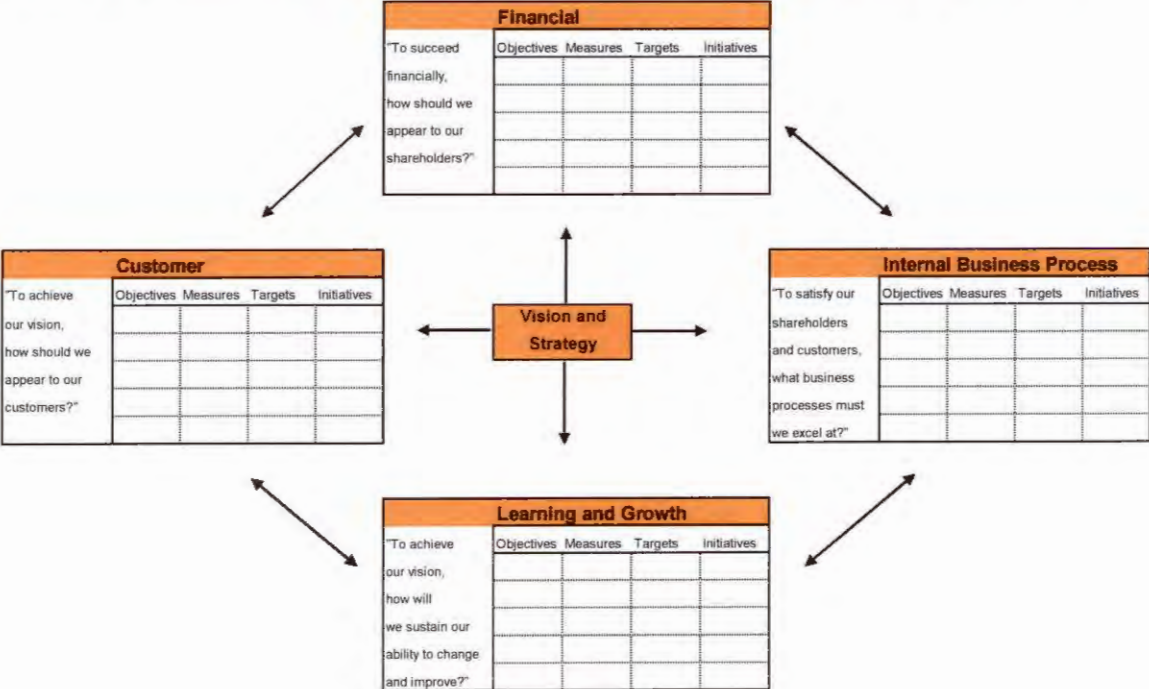 Financial
"To succeed
financially,
how should we
appear to our
shareholders?"
Objectives Measures Targets Initiatives
Customer
"To achieve
our vision,
how should we
appear to our
customers?"
Objectives Measures Targets Initiatives
Vision and
Strategy
Internal Business Process
"To satisfy our
shareholders
and customers,
what business
processes must
we excel at?"
Objectives Measures Targets Initiatives
Learning and Growth
"To achieve
our vision,
how will
we sustain our
ability to change
and improve?"
Objectives Measures Targets Initiatives